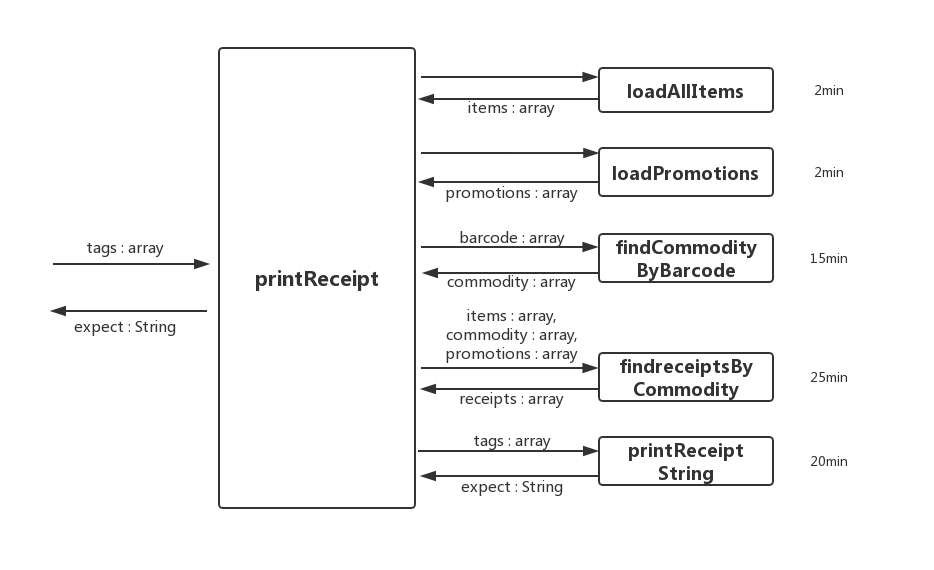 loadAllItems
2min
items : array
loadPromotions
2min
promotions : array
tags : array
barcode : array
findCommodity
ByBarcode
15min
printReceipt
commodity : array
expect : String
items : array,
commodity : array,
promotions : array
findreceiptsBy
Commodity
25min
receipts : array
tags : array
printReceipt
String
20min
expect : String